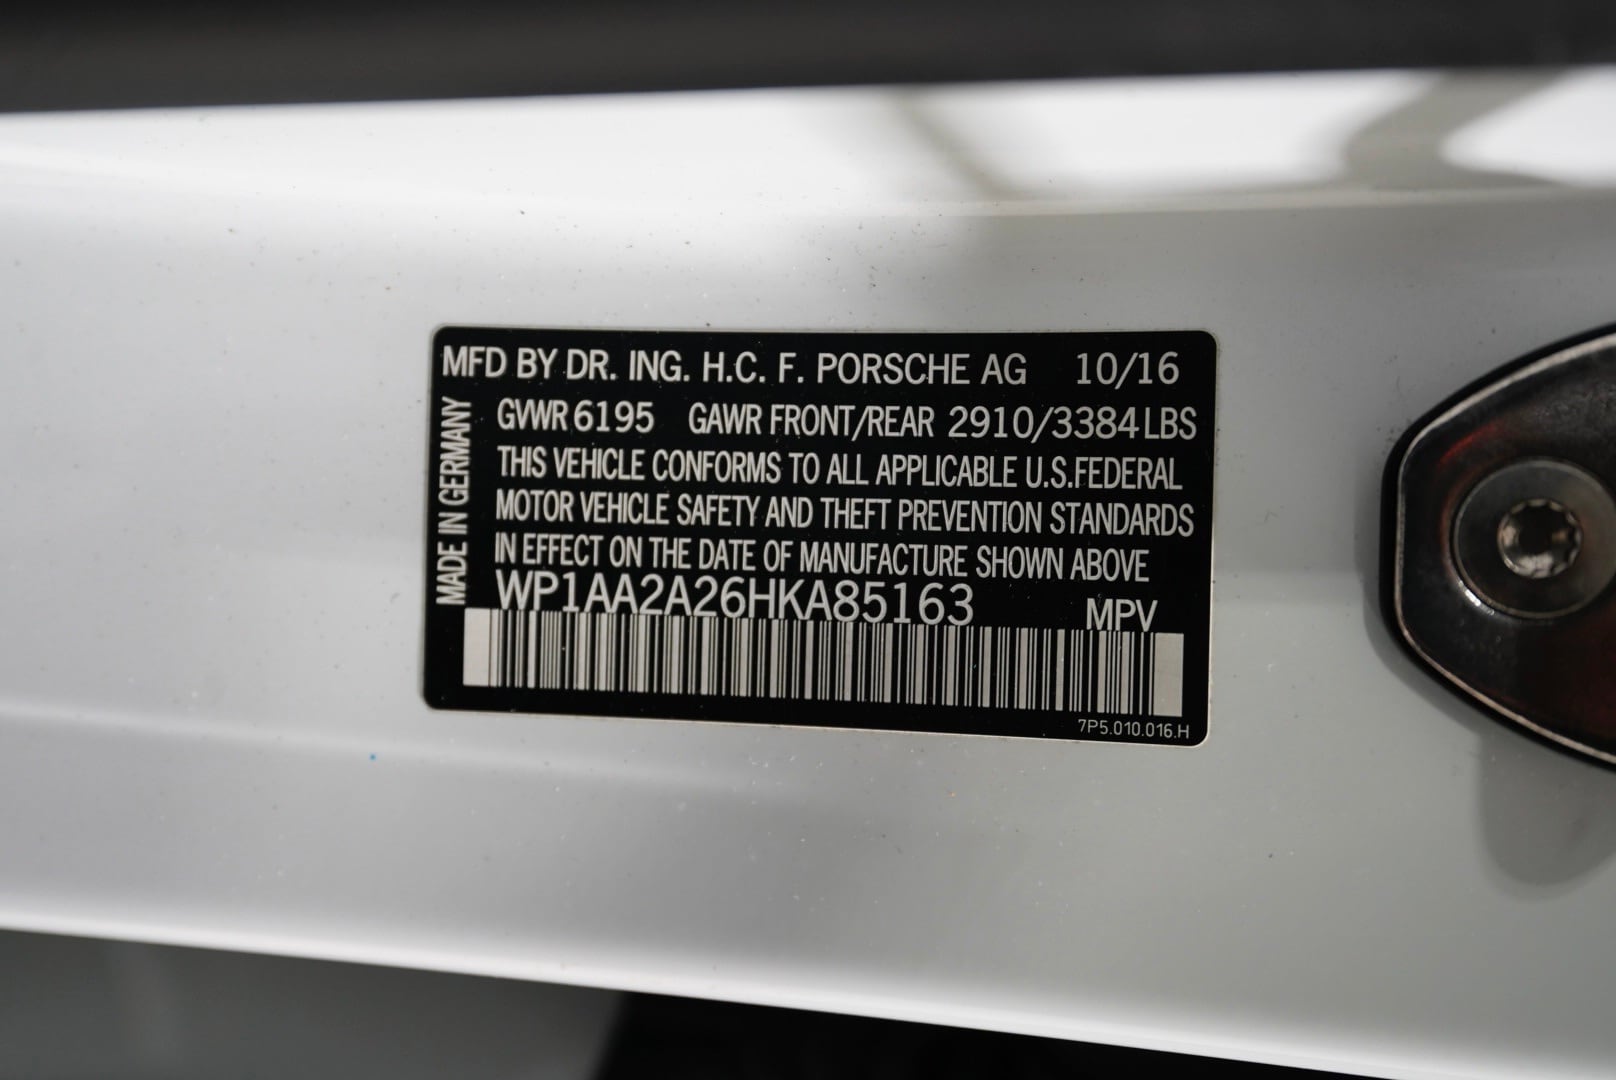 MFD BY DR. ING. H.C. F. PORSCHE AG 10/16
GVWR 6195 GAWR FRONT/REAR 2910/3384 LBS
THIS VEHICLE CONFORMS TO ALL APPLICABLE U.S.FEDERAL
MOTOR VEHICLE SAFETY AND THEFT PREVENTION STANDARDS
IN EFFECT ON THE DATE OF MANUFACTURE SHOWN ABOVE
WP1AA2A26HKA85163 MPV
7P5.010.016.H
MADE IN GERMANY